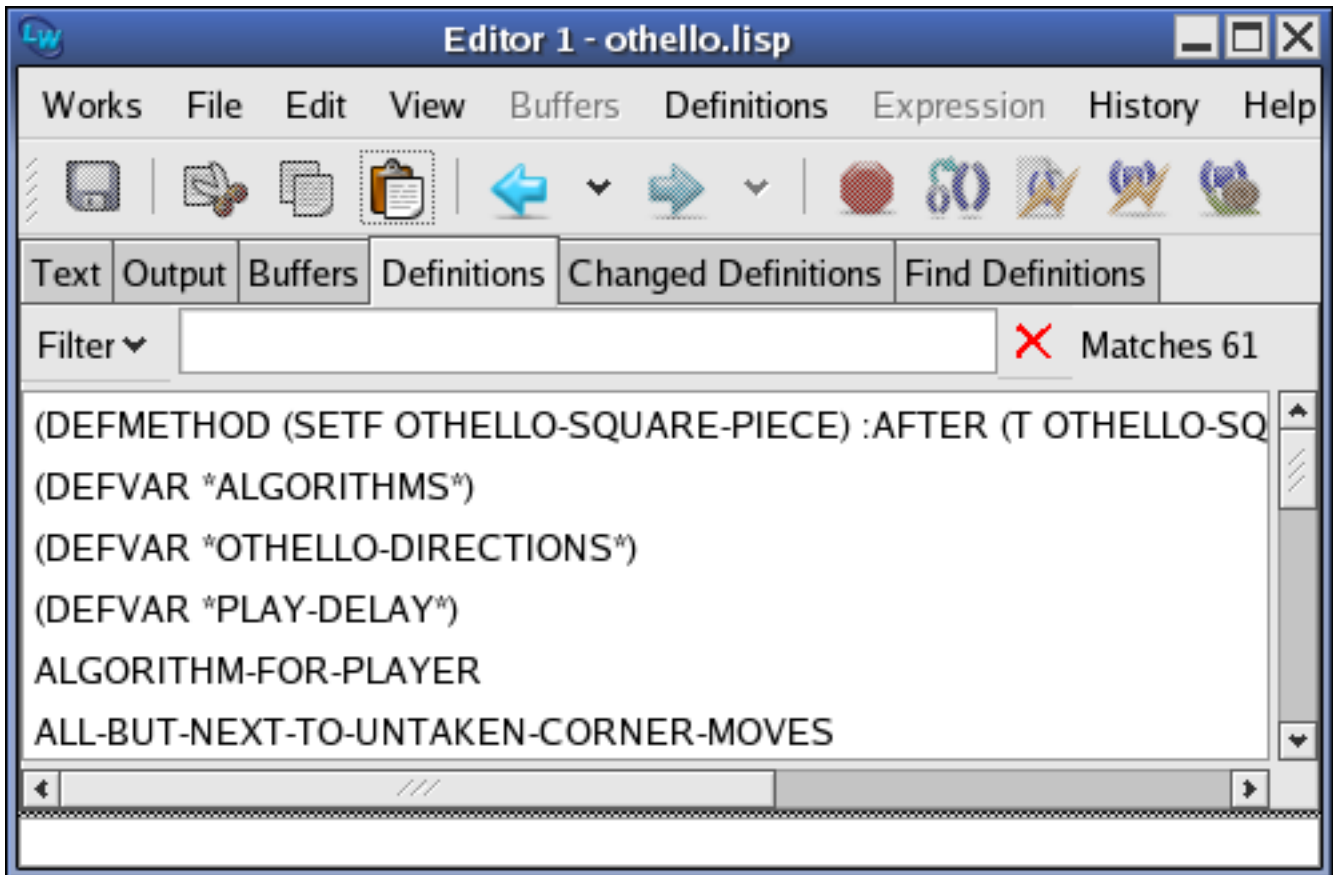 LW
Editor 1 - othello.lisp
Works File Edit View Buffers Definitions Expression History Help
Text Output Buffers Definitions Changed Definitions Find Definitions
Filter Matches 61
(DEFMETHOD (SETF OTHELLO-SQUARE-PIECE) :AFTER (T OTHELLO-SQ
(DEFVAR *ALGORITHMS*)
(DEFVAR *OTHELLO-DIRECTIONS*)
(DEFVAR *PLAY-DELAY*)
ALGORITHM-FOR-PLAYER
ALL-BUT-NEXT-TO-UNTAKEN-CORNER-MOVES